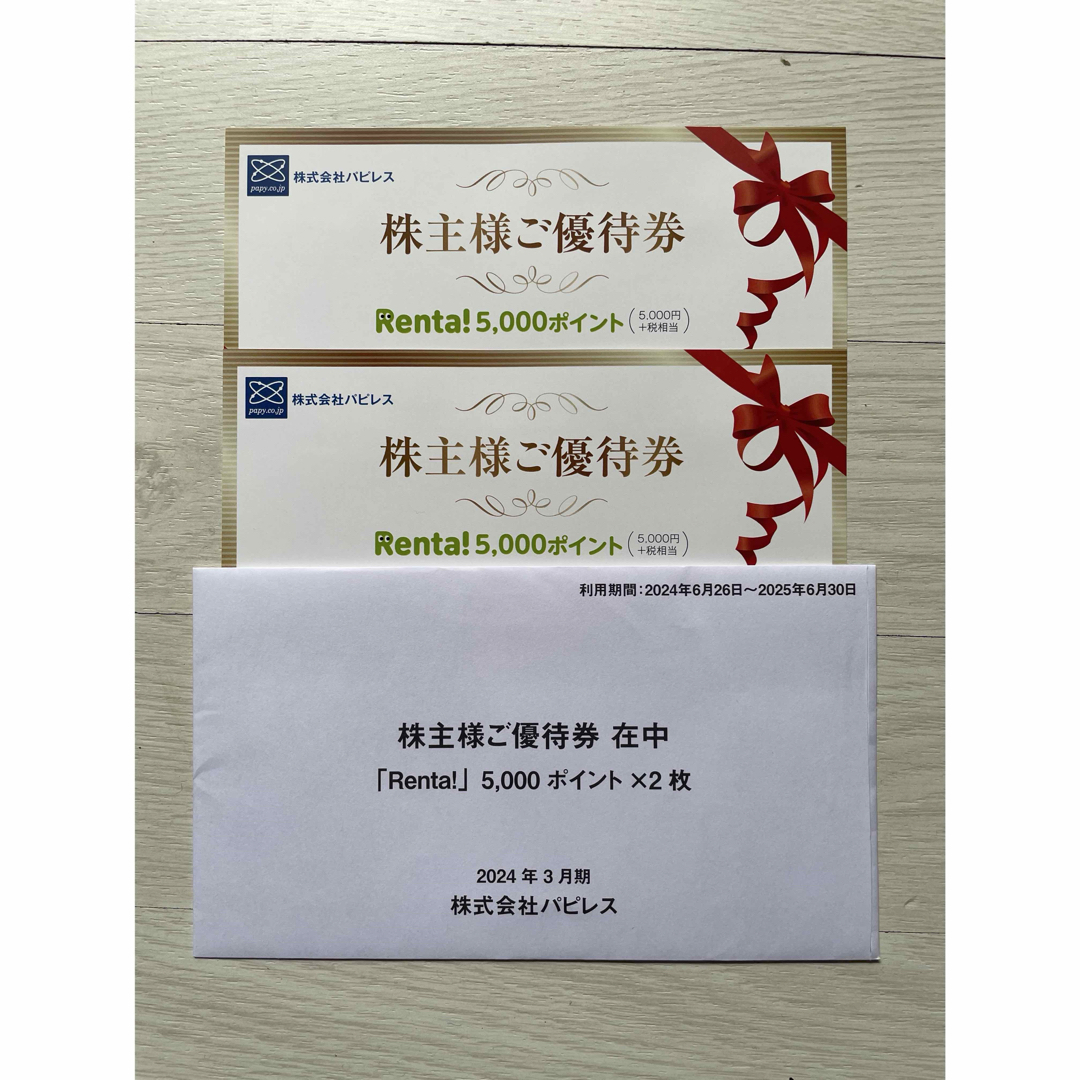 papy.co.jp 株式会社パピレス
株主様ご優待券
Renta! 5,000ポイント（5,000円＋税相当）
papy.co.jp 株式会社パピレス
株主様ご優待券
Renta! 5,000ポイント（5,000円＋税相当）
利用期間：2024年6月26日～2025年6月30日
株主様ご優待券 在中
「Renta!」 5,000 ポイント ×2 枚
2024 年 3 月期
株式会社パピレス